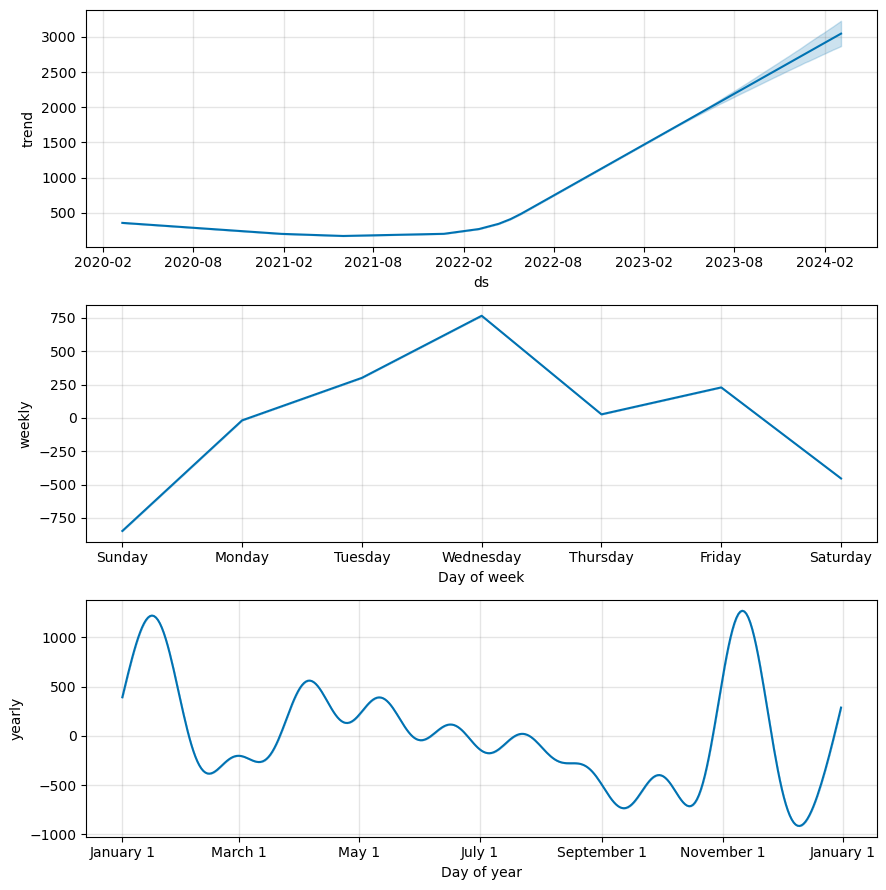 3000
2500
2000
1500
1000
500
trend
2020-02 2020-08 2021-02 2021-08 2022-02 2022-08 2023-02 2023-08 2024-02
ds
750
500
250
0
−250
−500
−750
weekly
Sunday Monday Tuesday Wednesday Thursday Friday Saturday
Day of week
1000
500
0
−500
−1000
yearly
January 1 March 1 May 1 July 1 September 1 November 1 January 1
Day of year